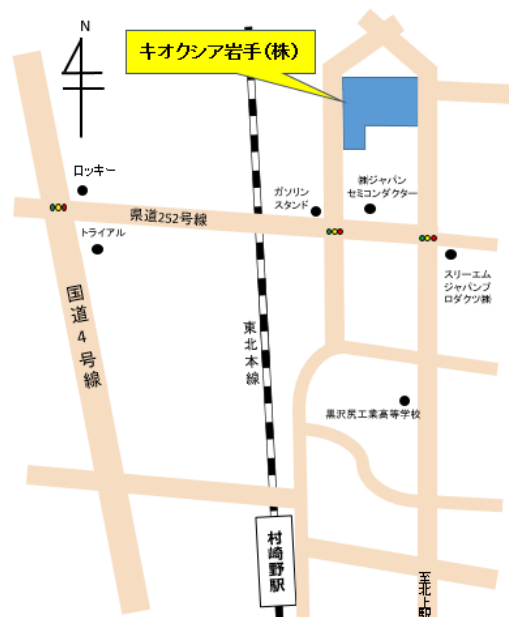 N
キオクシア岩手(株)
ロッキー
ガソリン
スタンド
㈱ジャパン
セミコンダクター
県道252号線
トライアル
スリーエム
ジャパンプ
ロダクツ㈱
国道4号線
東北本線
黒沢尻工業高等学校
村崎野駅
至北上駅